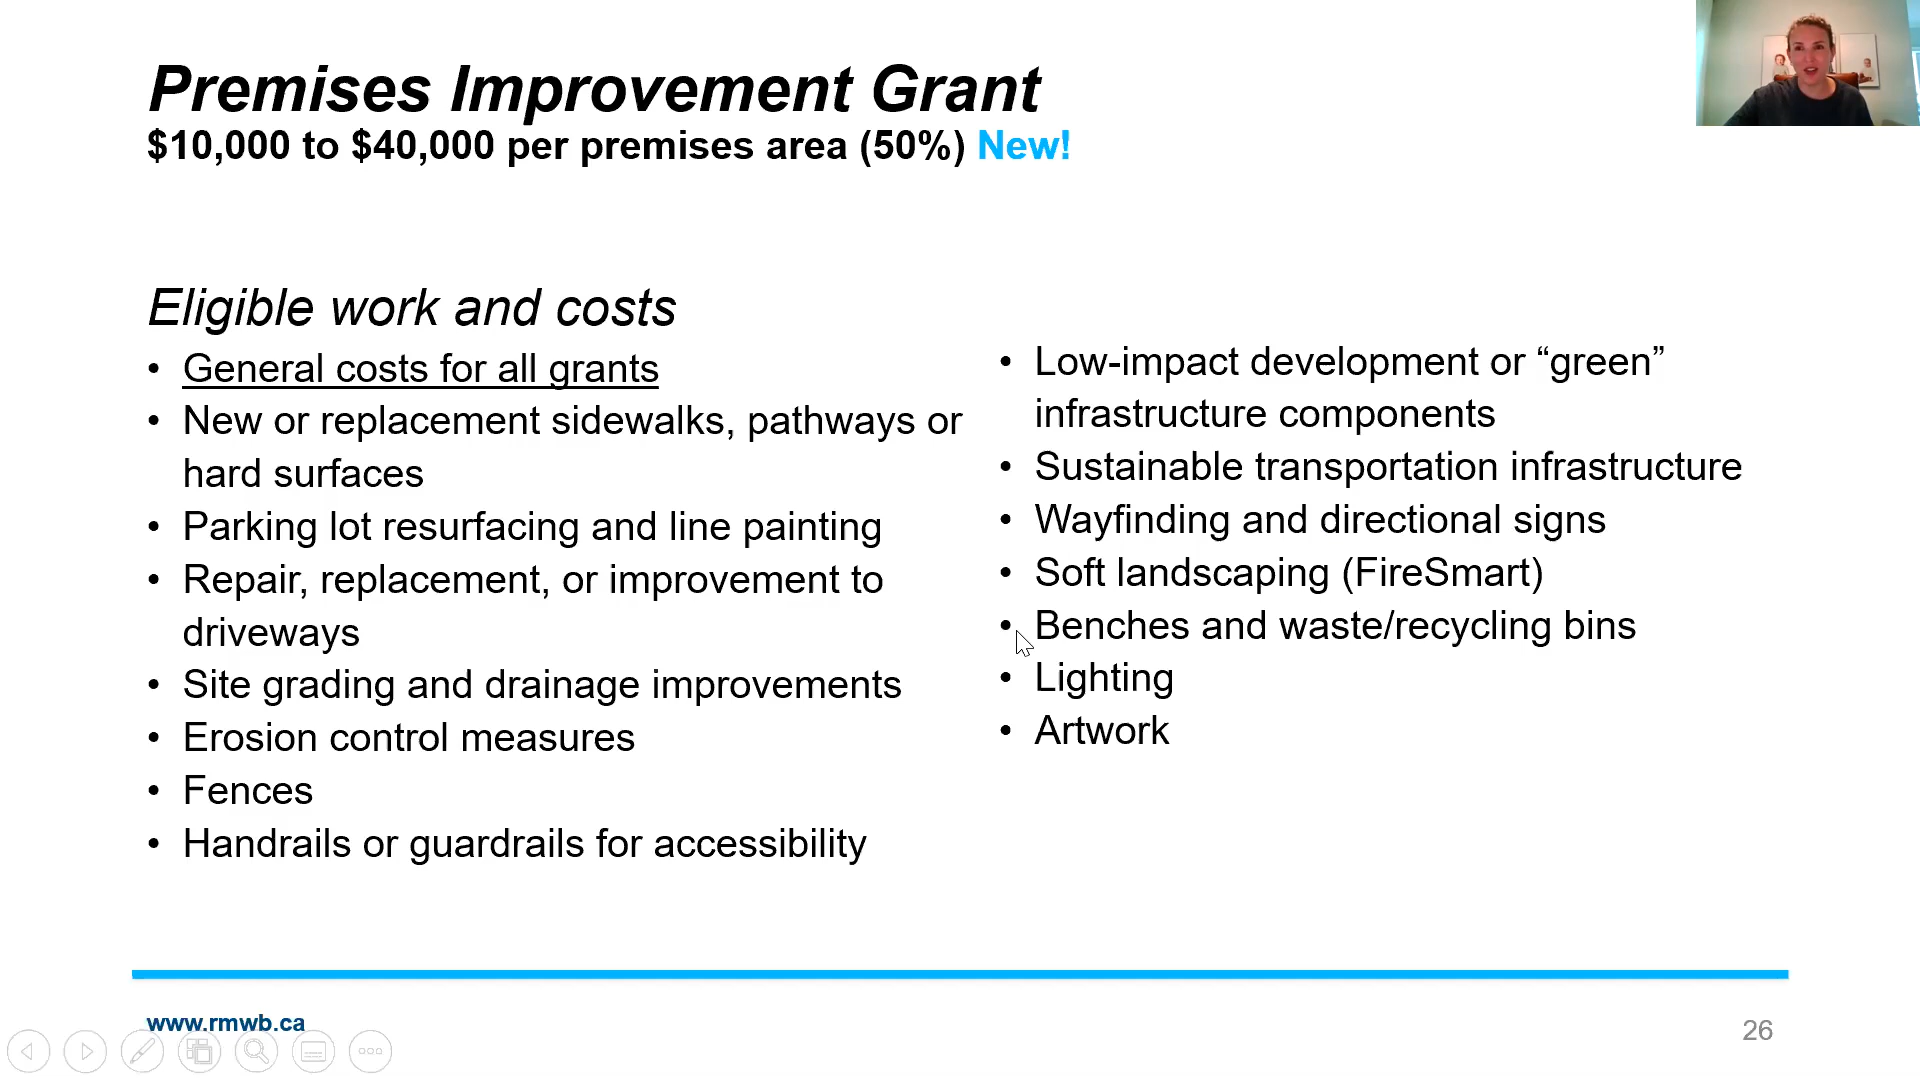 Premises Improvement Grant
$10,000 to $40,000 per premises area (50%) New!
Eligible work and costs
• General costs for all grants
• New or replacement sidewalks, pathways or
hard surfaces
• Parking lot resurfacing and line painting
• Repair, replacement, or improvement to
driveways
• Site grading and drainage improvements
• Erosion control measures
• Fences
• Handrails or guardrails for accessibility
• Low-impact development or “green”
infrastructure components
• Sustainable transportation infrastructure
• Wayfinding and directional signs
• Soft landscaping (FireSmart)
• Benches and waste/recycling bins
• Lighting
• Artwork
www.rmwb.ca
26